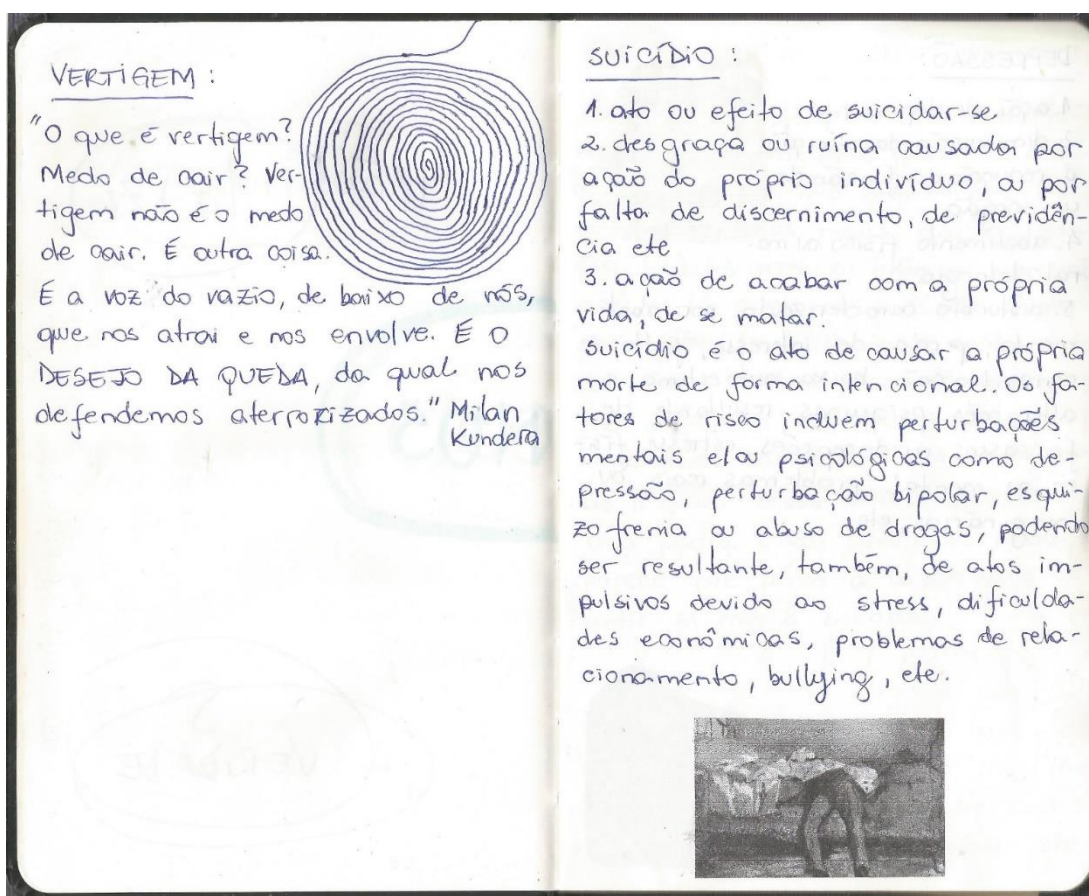 VERTIGEM :
"O que é vertigem?
Medo de cair? Ver-
tigem não é o medo
de cair. É outra coisa.
É a voz do vazio, de baixo de nós,
que nos atrai e nos envolve. É O
DESEJO DA QUEDA, da qual nos
defendemos aterrorizados." Milan
Kundera
SUICÍDIO :
1. ato ou efeito de suicidar-se
2. desgraça ou ruína causada por
ação do próprio indivíduo, ou por
falta de discernimento, de previdên-
cia etc
3. ação de acabar com a própria
vida, de se matar.
Suicídio é o ato de causar a própria
morte de forma intencional. Os fa-
tores de risco incluem perturbações
mentais e/ou psicológicas como de-
pressão, perturbação bipolar, esqui-
zofrenia ou abuso de drogas, podendo
ser resultante, também, de atos im-
pulsivos devido ao stress, dificulda-
des econômicas, problemas de rela-
cionamento, bullying, etc.